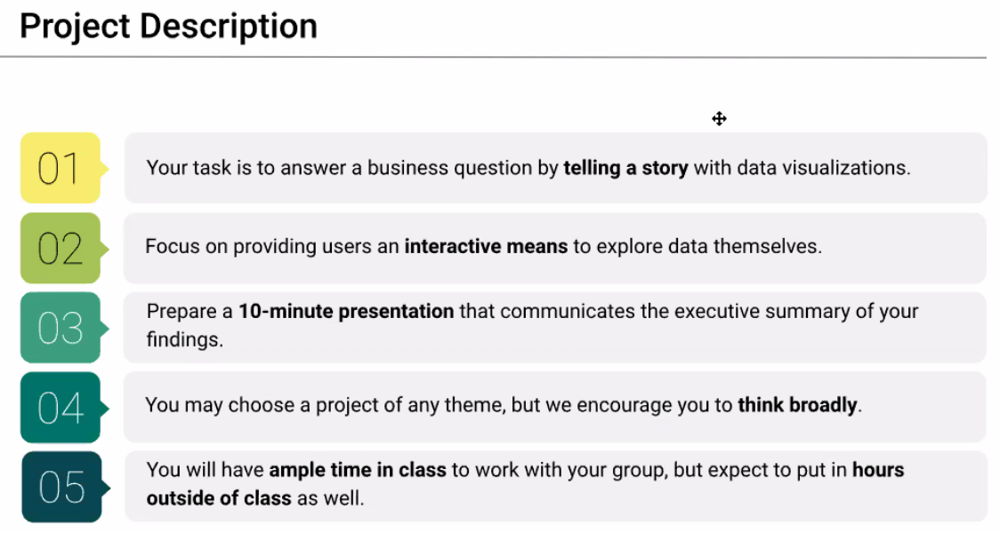 Project Description
01
Your task is to answer a business question by telling a story with data visualizations.
02
Focus on providing users an interactive means to explore data themselves.
03
Prepare a 10-minute presentation that communicates the executive summary of your
findings.
04
You may choose a project of any theme, but we encourage you to think broadly.
05
You will have ample time in class to work with your group, but expect to put in hours
outside of class as well.